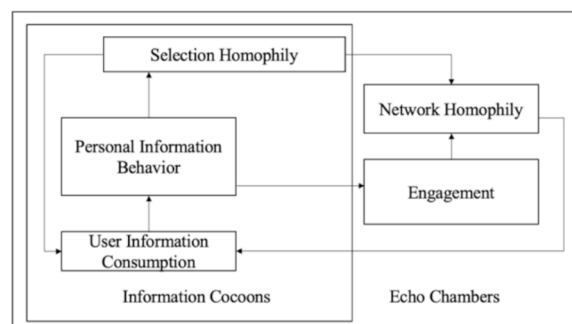 Selection Homophily
Network Homophily
Personal Information
Behavior
Engagement
User Information
Consumption
Information Cocoons
Echo Chambers